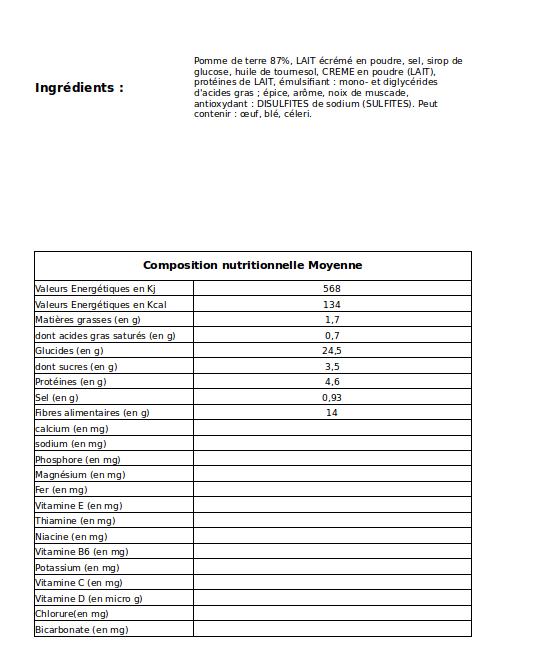 Pomme de terre 87%, LAIT écrémé en poudre, sel, sirop de
glucose, huile de tournesol, CREME en poudre (LAIT),
protéines de LAIT, émulsifiant : mono- et diglycérides
d'acides gras ; épice, arôme, noix de muscade,
antioxydant : DISULFITES de sodium (SULFITES). Peut
contenir : œuf, blé, céleri.
Ingrédients :
Composition nutritionnelle Moyenne
Valeurs Energétiques en Kj 568
Valeurs Energétiques en Kcal 134
Matières grasses (en g) 1,7
dont acides gras saturés (en g) 0,7
Glucides (en g) 24,5
dont sucres (en g) 3,5
Protéines (en g) 4,6
Sel (en g) 0,93
Fibres alimentaires (en g) 14
calcium (en mg)
sodium (en mg)
Phosphore (en mg)
Magnésium (en mg)
Fer (en mg)
Vitamine E (en mg)
Thiamine (en mg)
Niacine (en mg)
Vitamine B6 (en mg)
Potassium (en mg)
Vitamine C (en mg)
Vitamine D (en micro g)
Chlorure(en mg)
Bicarbonate (en mg)